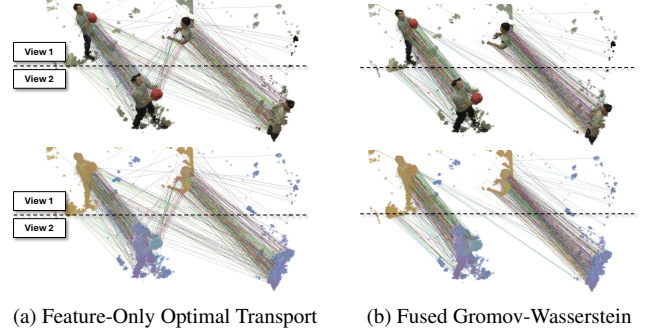 View 1
View 2
View 1
View 2
(a) Feature-Only Optimal Transport
(b) Fused Gromov-Wasserstein